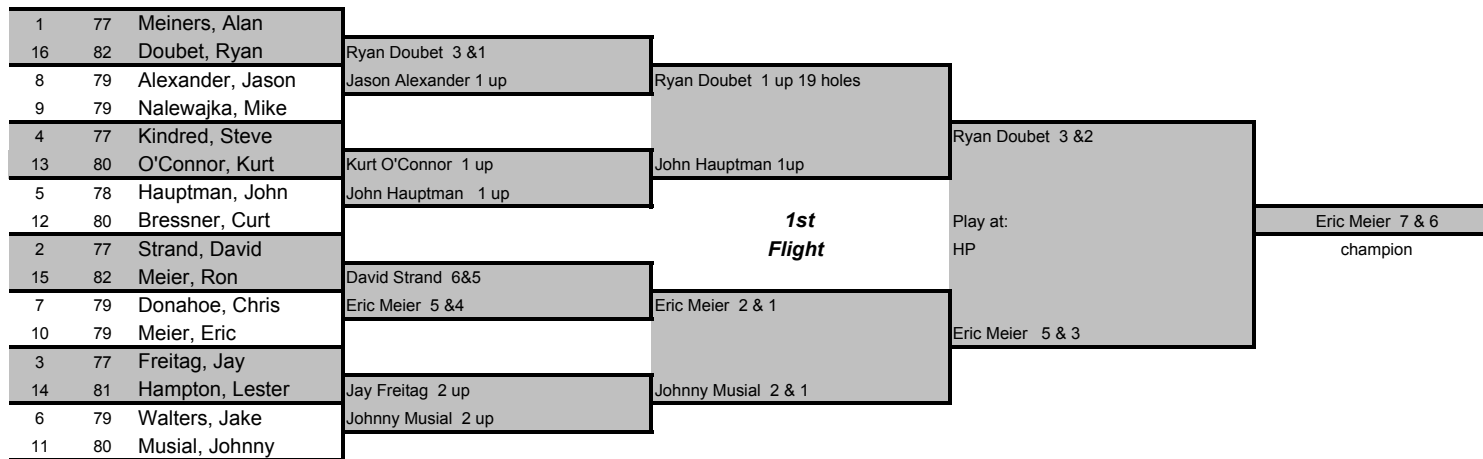 1 77 Meiners, Alan
16 82 Doubet, Ryan Ryan Doubet 3 &1
8 79 Alexander, Jason Jason Alexander 1 up Ryan Doubet 1 up 19 holes
9 79 Nalewajka, Mike
4 77 Kindred, Steve Ryan Doubet 3 &2
13 80 O'Connor, Kurt Kurt O'Connor 1 up John Hauptman 1up
5 78 Hauptman, John John Hauptman 1 up
12 80 Bressner, Curt 1st Play at: Eric Meier 7 & 6
2 77 Strand, David Flight HP champion
15 82 Meier, Ron David Strand 6&5
7 79 Donahoe, Chris Eric Meier 5 &4 Eric Meier 2 & 1
10 79 Meier, Eric Eric Meier 5 & 3
3 77 Freitag, Jay
14 81 Hampton, Lester Jay Freitag 2 up Johnny Musial 2 & 1
6 79 Walters, Jake Johnny Musial 2 up
11 80 Musial, Johnny